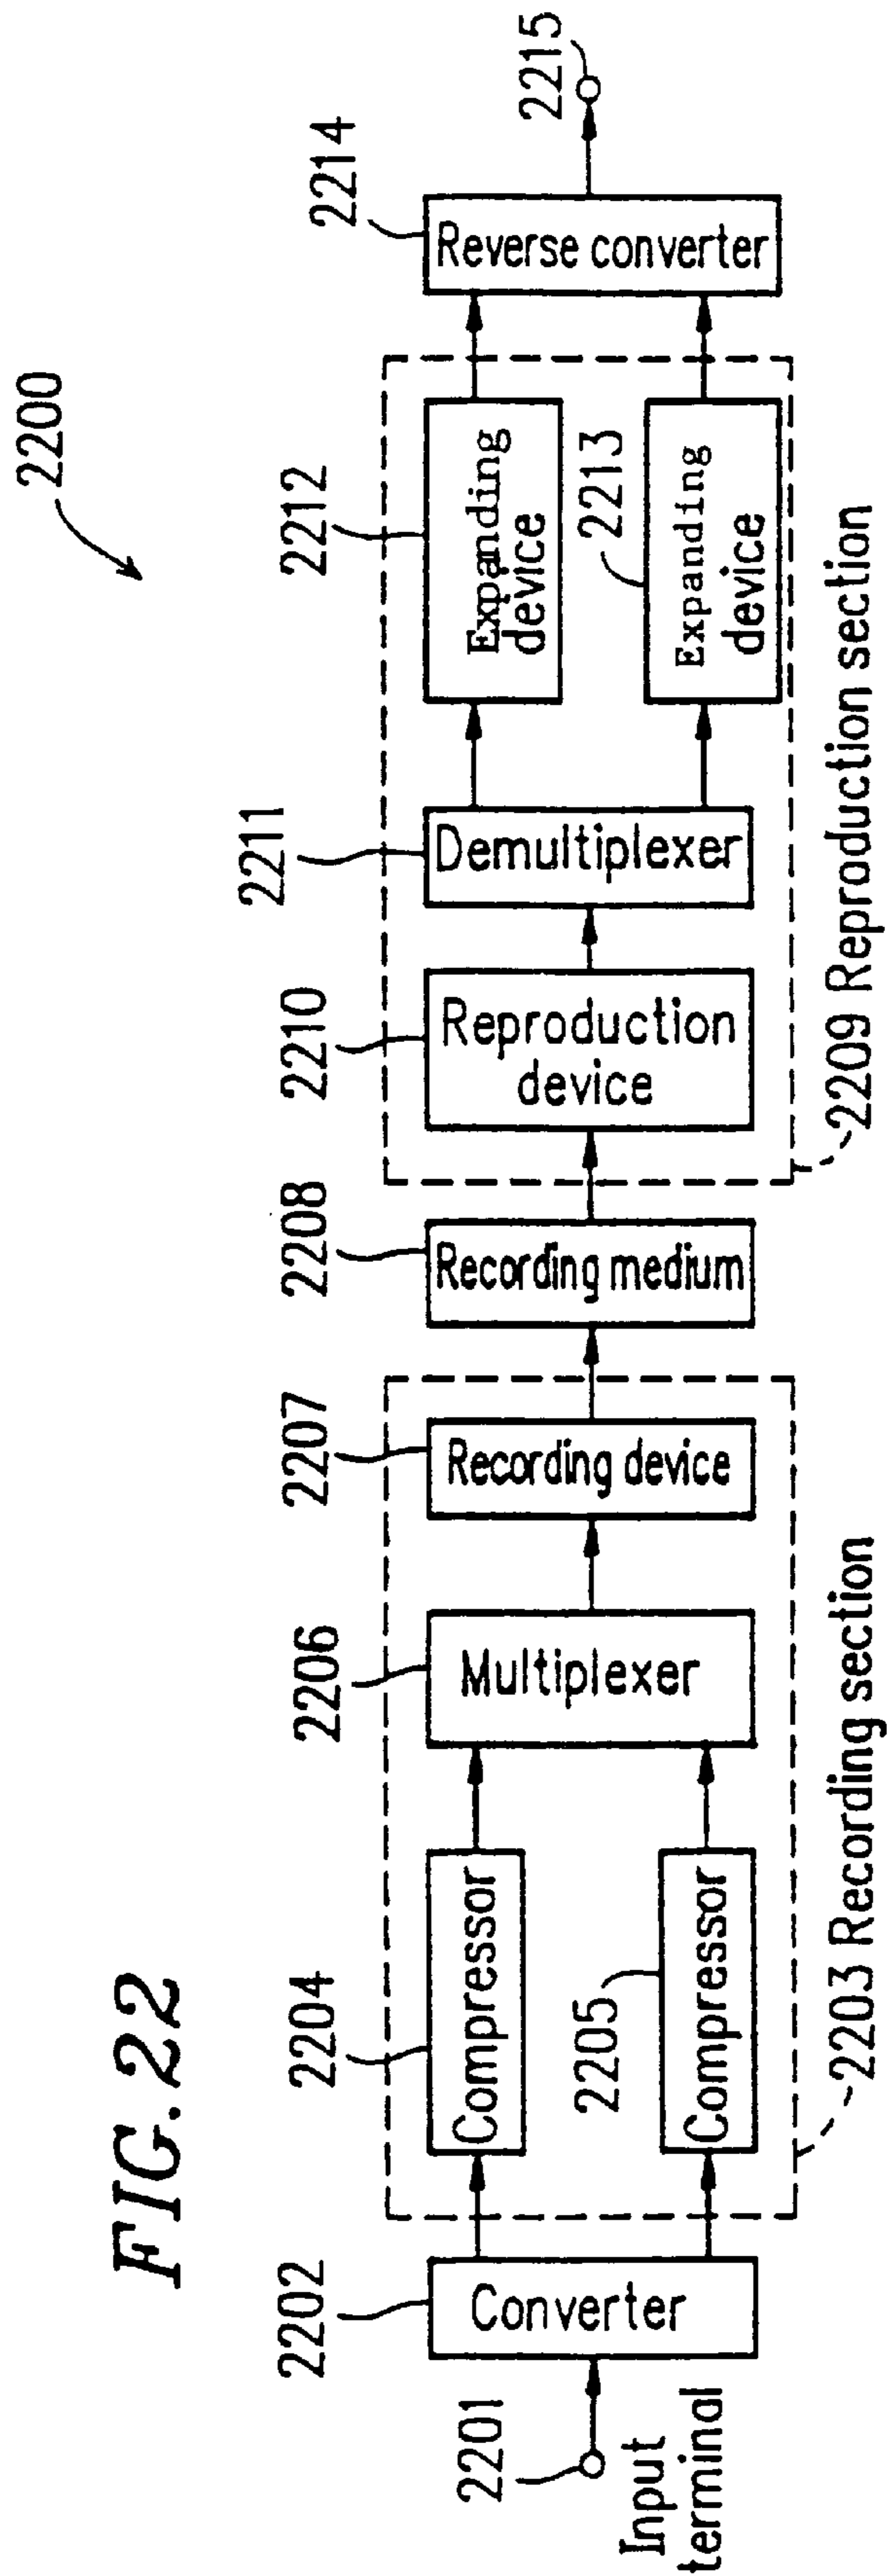 FIG.22
2200
2201
Input
terminal
2202
Converter
2204
Compressor
2205
Compressor
2206
Multiplexer
2207
Recording device
2203 Recording section
2208
Recording medium
2210
Reproduction
device
2211
Demultiplexer
2212
Expanding
device
2213
Expanding
device
2209 Reproduction section
2214
Reverse converter
2215